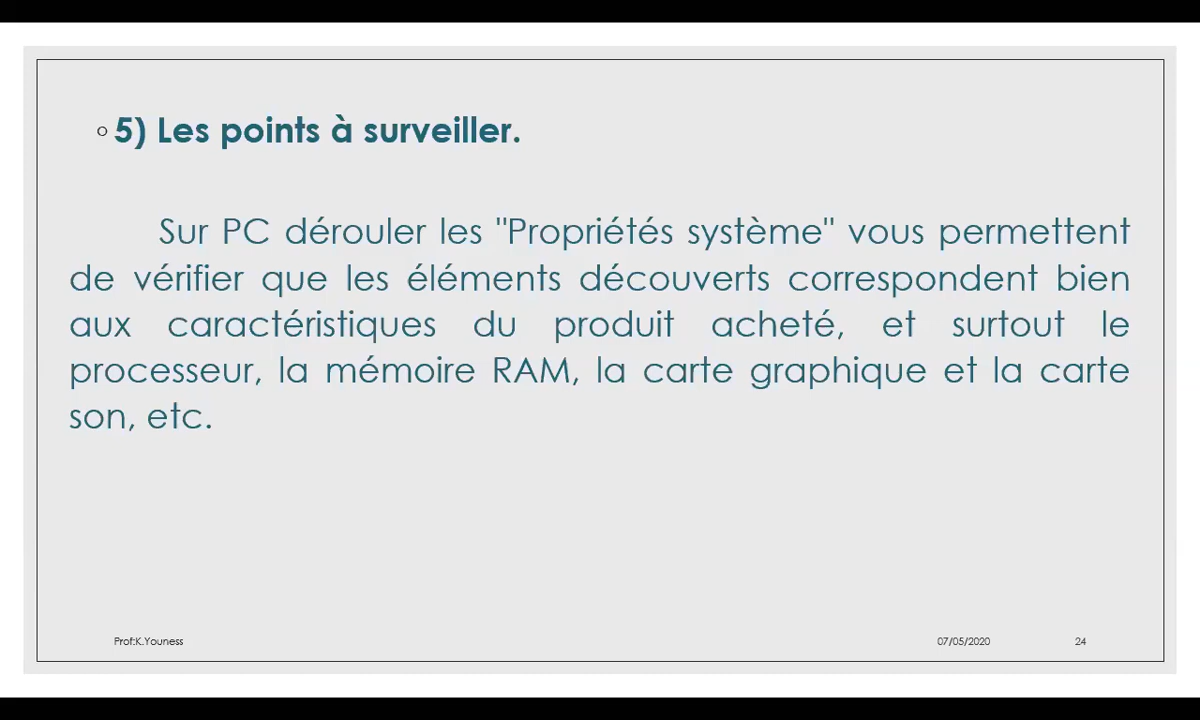 5) Les points à surveiller.
Sur PC dérouler les "Propriétés système" vous permettent
de vérifier que les éléments découverts correspondent bien
aux caractéristiques du produit acheté, et surtout le
processeur, la mémoire RAM, la carte graphique et la carte
son, etc.
Prof:K.Youness 07/05/2020 24